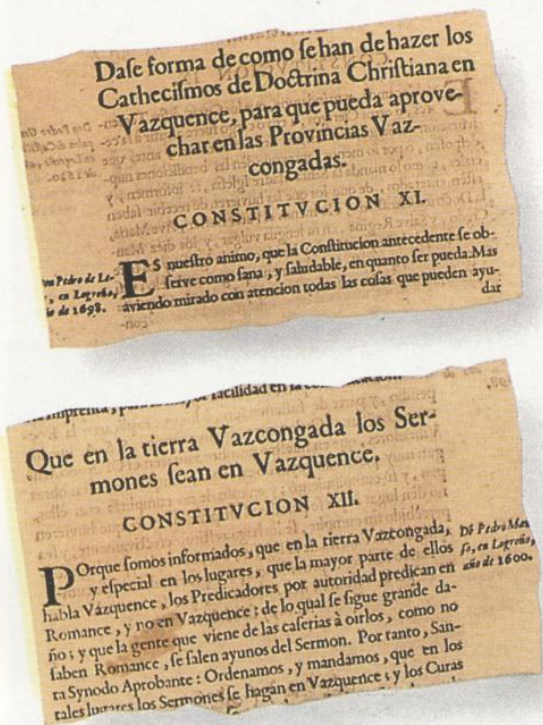 Dase forma de como se han de hazer los
Cathecismos de Doctrina Christiana en
Vazquence, para que pueda aprove-
char en las Provincias Vaz-
congadas.
CONSTITVCION XI.
ES nuestro animo, que la Constitucion antecedente se ob-
serve como sana, y saludable, en quanto ser pueda. Mas
aviendo mirado con atencion todas las cosas que pueden ayu-
dar
Pedro de Le-
, en Logroño,
de 1698.
Que en la tierra Vazcongada los Ser-
mones sean en Vazquence.
CONSTITVCION XII.
POrque somos informados, que en la tierra Vazcongada,
y especial en los lugares, que la mayor parte de ellos
habla Vazquence, los Predicadores por autoridad predican en
Romance, y no en Vazquence; de lo qual se sigue grande da-
ño; y que la gente que viene de las caserias à oirlos, como no
saben Romance, se salen ayunos del Sermon. Por tanto, San-
ta Synodo Aprobante: Ordenamos, y mandamos, que en los
tales lugares los Sermones se hagan en Vazquence; y los Curas
Dō Pedro Man
so, en Logroño,
año de 1600.